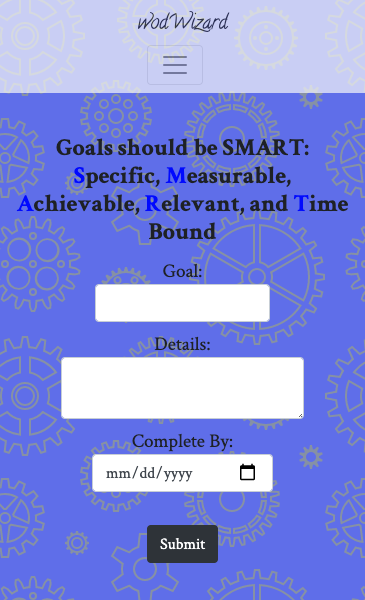 wodWizard
Goals should be SMART:
Specific, Measurable,
Achievable, Relevant, and Time
Bound
Goal:
Details:
Complete By:
mm/dd/yyyy
Submit